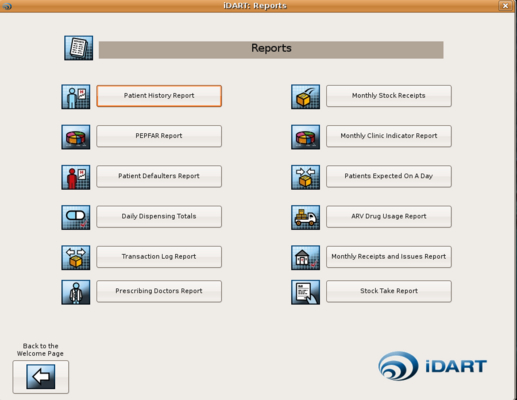 iDART: Reports
Reports
Patient History Report
Monthly Stock Receipts
PEPFAR Report
Monthly Clinic Indicator Report
Patient Defaulters Report
Patients Expected On A Day
Daily Dispensing Totals
ARV Drug Usage Report
Transaction Log Report
Monthly Receipts and Issues Report
Prescribing Doctors Report
Stock Take Report
Back to the
Welcome Page
iDART